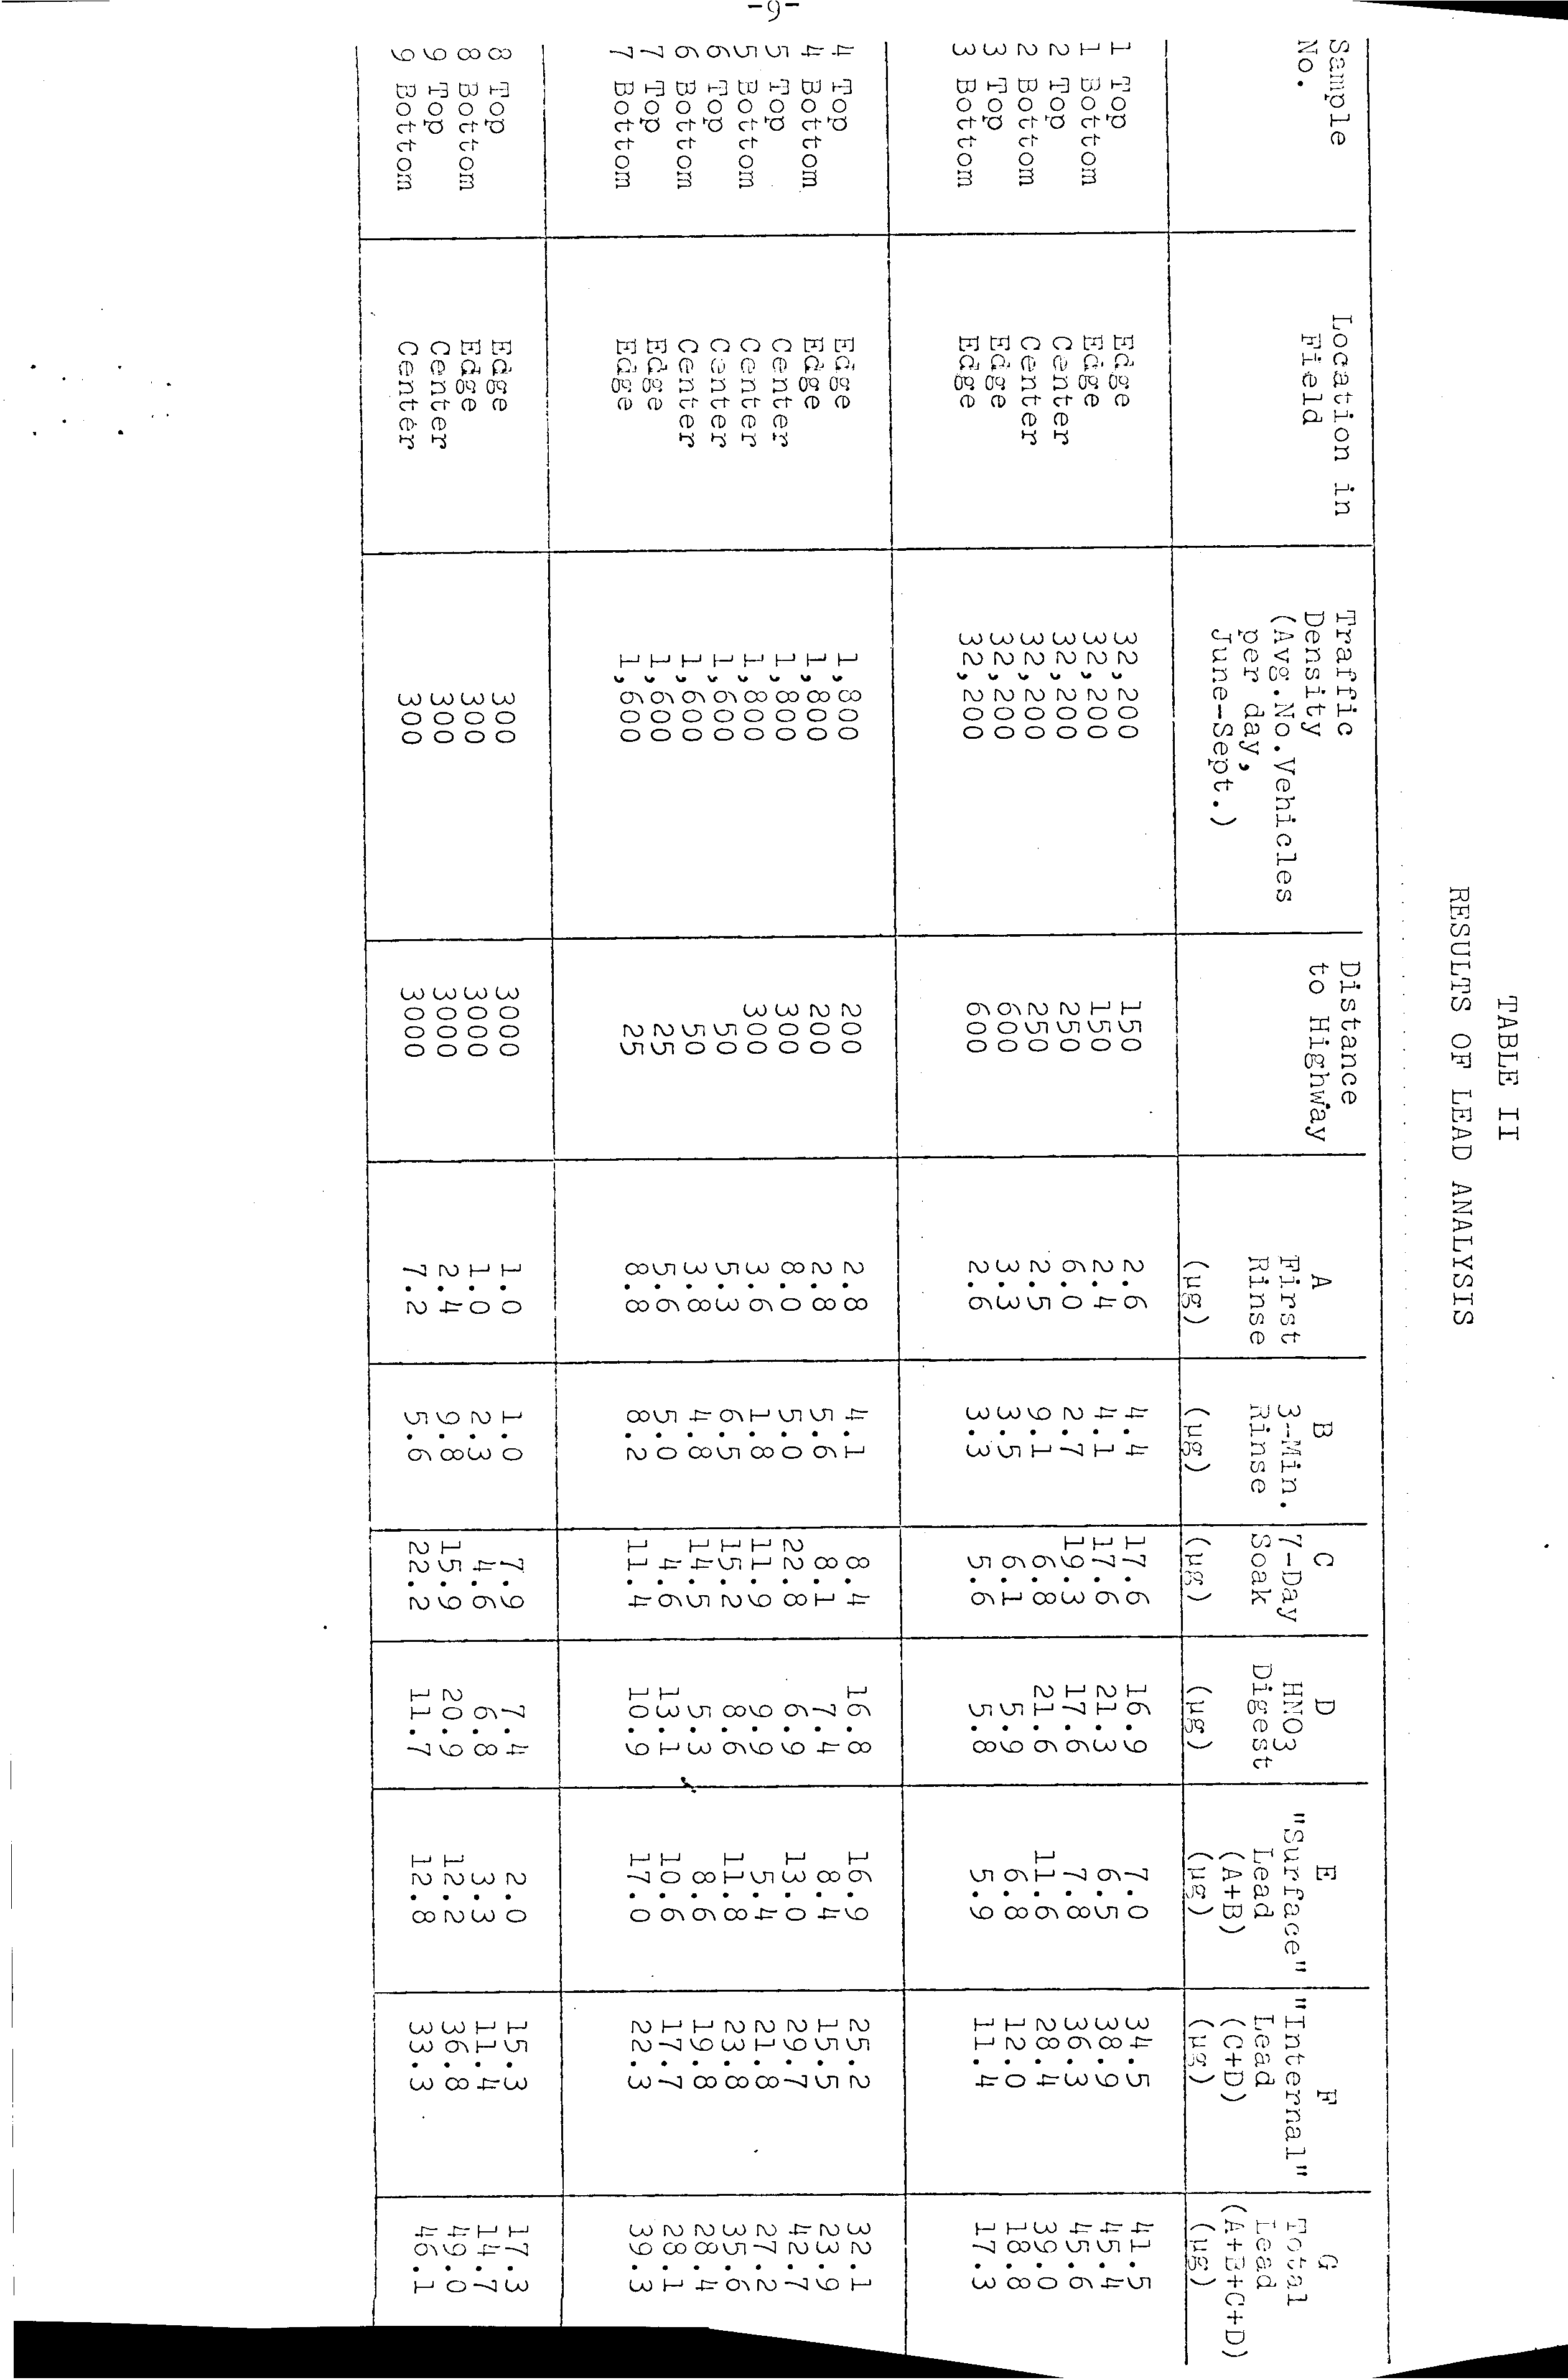 TABLE II
RESULTS OF LEAD ANALYSIS
A B C D E F G
Sample Location in Traffic Distance First 3-Min. 7-Day HNO3 "Surface" "Internal" Total
No. Field Density to Highway Rinse Rinse Soak Digest Lead Lead Lead
(Avg.No.Vehicles (A+B) (C+D) (A+B+C+D)
per day, (µg) (µg) (µg) (µg) (µg) (µg) (µg)
June-Sept.)
1 Top Edge 32,200 150 2.6 4.4 17.6 16.9 7.0 34.5 41.5
1 Bottom Edge 32,200 150 2.4 4.1 17.6 21.3 6.5 38.9 45.4
2 Top Center 32,200 250 6.0 2.7 19.3 17.6 7.8 36.3 45.6
2 Bottom Center 32,200 250 2.5 9.1 6.8 21.6 11.6 28.4 39.0
3 Top Edge 32,200 600 3.3 3.5 6.1 5.9 6.8 12.0 18.8
3 Bottom Edge 32,200 600 2.6 3.3 5.6 5.8 5.9 11.4 17.3
4 Top Edge 1,800 200 2.8 4.1 8.4 16.8 16.9 25.2 32.1
4 Bottom Edge 1,800 200 2.8 5.6 8.1 7.4 8.4 15.5 23.9
5 Top Center 1,800 300 8.0 5.0 22.8 6.9 13.0 29.7 42.7
5 Bottom Center 1,800 300 3.6 1.8 11.9 9.9 5.4 21.8 27.2
6 Top Center 1,600 50 5.3 6.5 15.2 8.6 11.8 23.8 35.6
6 Bottom Center 1,600 50 3.8 4.8 14.5 5.3 8.6 19.8 28.4
7 Top Edge 1,600 25 5.6 5.0 4.6 13.1 10.6 17.7 28.1
7 Bottom Edge 1,600 25 8.8 8.2 11.4 10.9 17.0 22.3 39.3
8 Top Edge 300 3000 1.0 1.0 7.9 7.4 2.0 15.3 17.3
8 Bottom Edge 300 3000 1.0 2.3 4.6 6.8 3.3 11.4 14.7
9 Top Center 300 3000 2.4 9.8 15.9 20.9 12.2 36.8 49.0
9 Bottom Center 300 3000 7.2 5.6 22.2 11.7 12.8 33.3 46.1
-6-